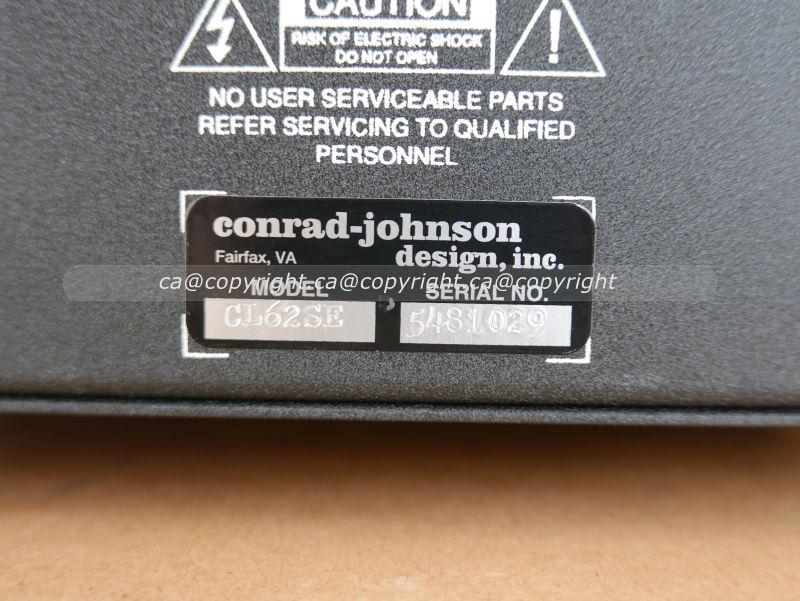 CAUTION
RISK OF ELECTRIC SHOCK
DO NOT OPEN
!
NO USER SERVICEABLE PARTS
REFER SERVICING TO QUALIFIED
PERSONNEL
conrad-johnson
Fairfax, VA design, inc.
ca@copyright.ca@copyright.ca@copyright
MODEL SERIAL NO.
CL62SE 5481029